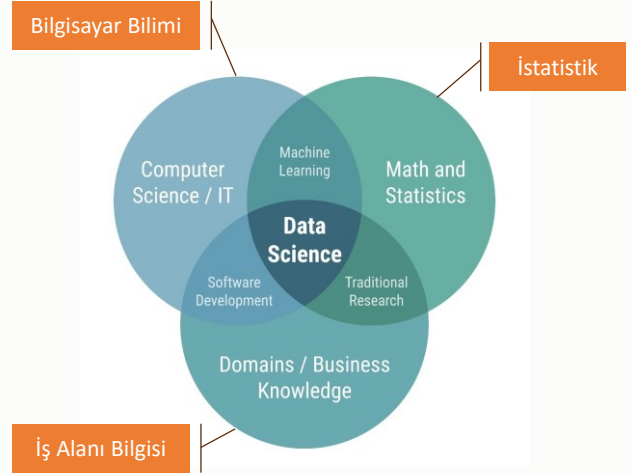 Bilgisayar Bilimi
İstatistik
Machine
Learning
Computer
Science / IT
Math and
Statistics
Data
Science
Software
Development
Traditional
Research
Domains / Business
Knowledge
İş Alanı Bilgisi